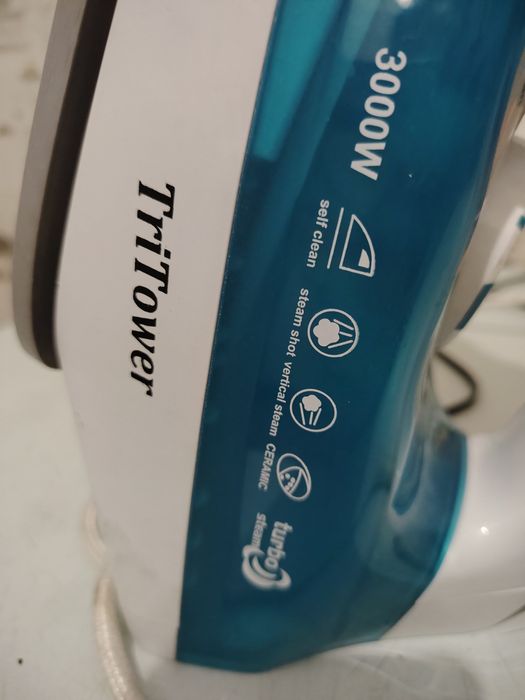 3000W
self clean
steam shot
vertical steam
CERAMIC
turbo
steam
TriTower